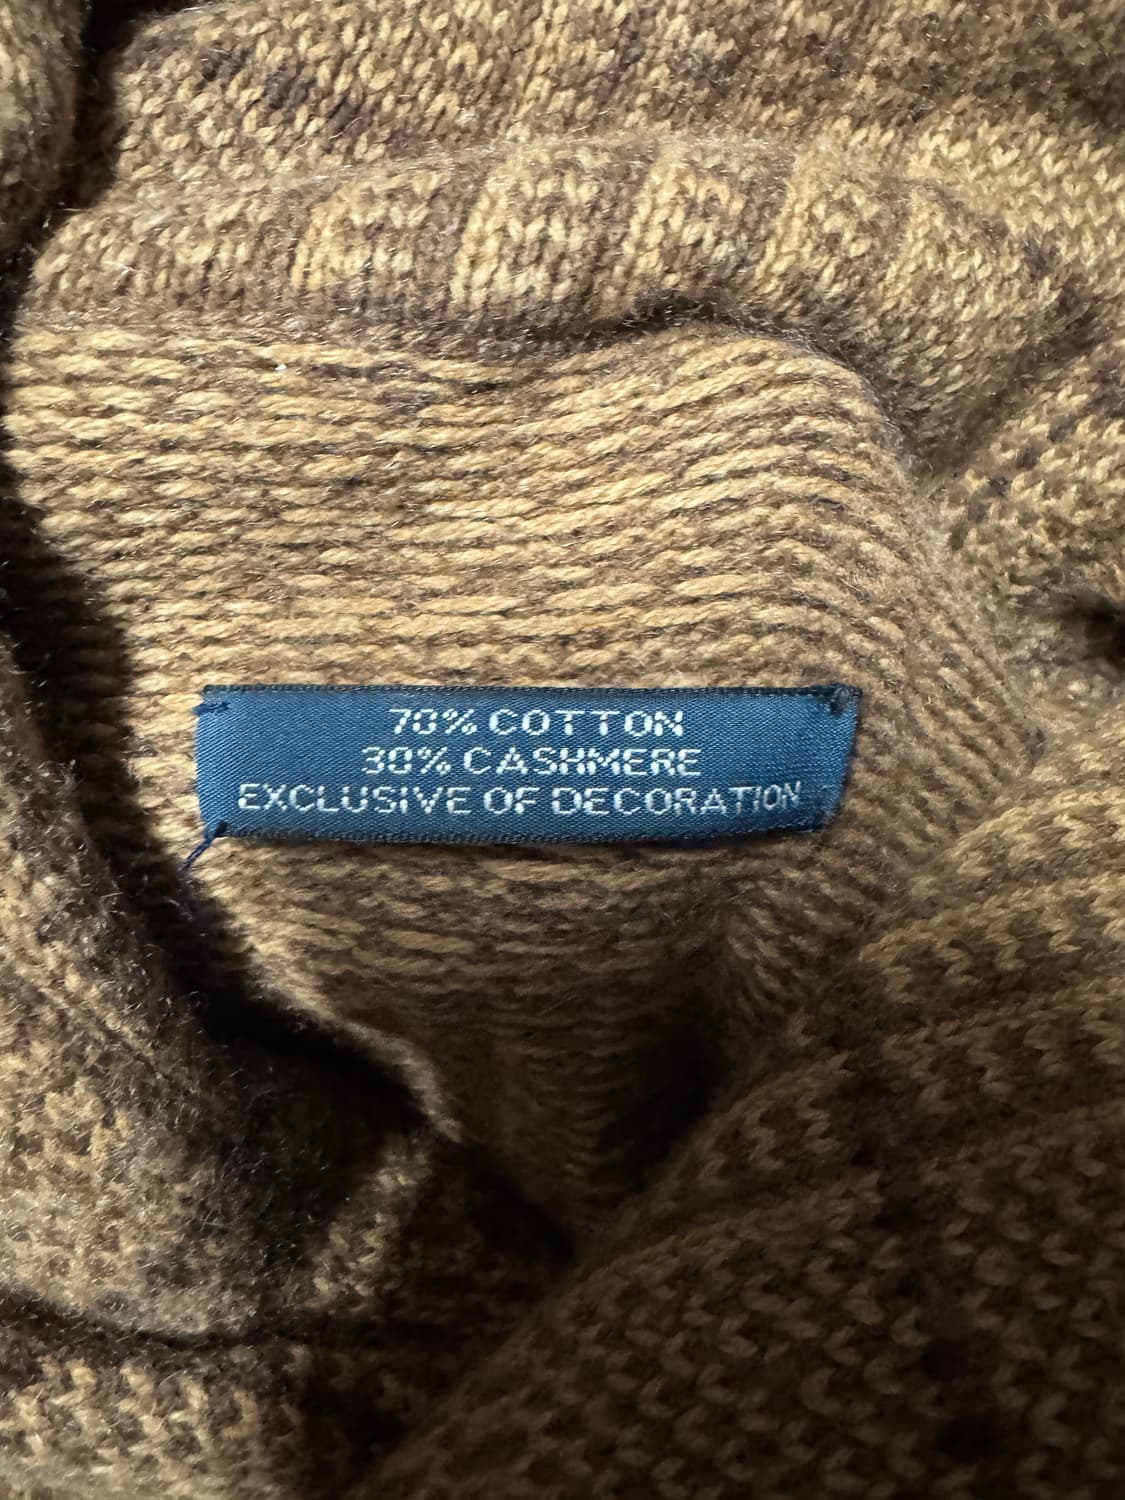 70% COTTON
30% CASHMERE
EXCLUSIVE OF DECORATION